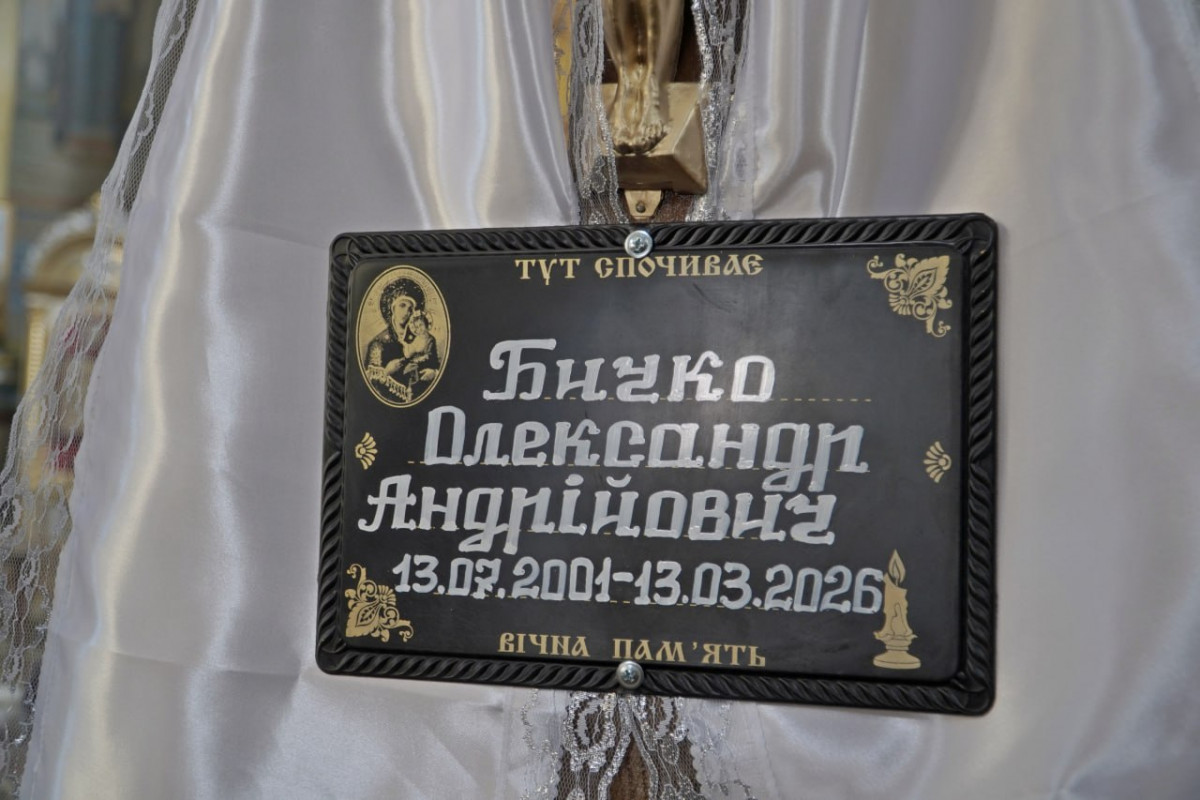 ТУТ СПОЧИВАЄ
Бичко
Олександр
Андрійович
13.07.2001-13.03.2026
ВІЧНА ПАМ'ЯТЬ